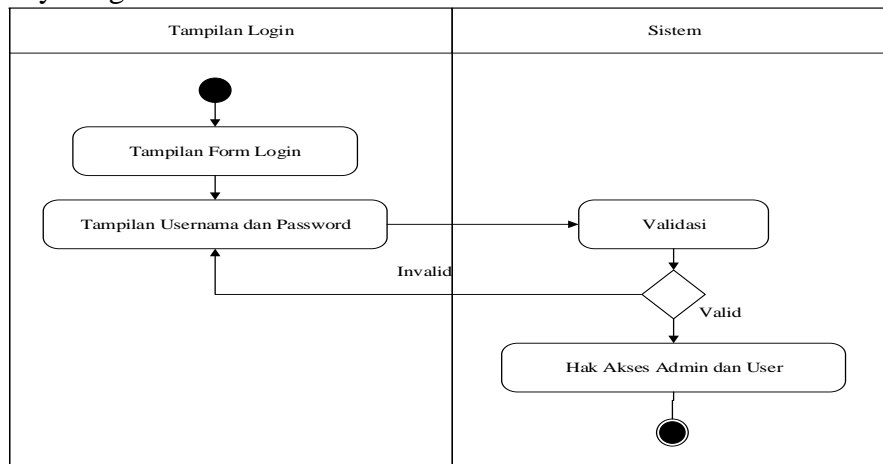 Tampilan Login
Sistem
Tampilan Form Login
Tampilan Usernama dan Password
Validasi
Invalid
Valid
Hak Akses Admin dan User